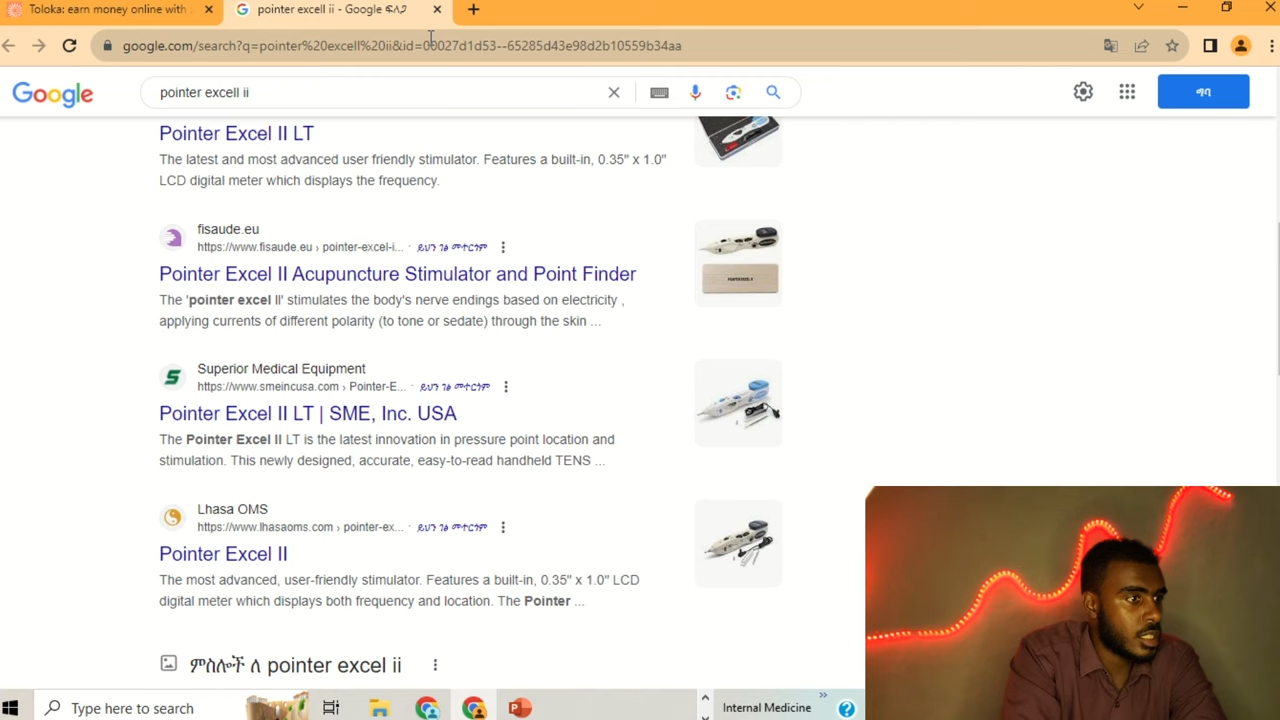 Toloka: earn money online with
pointer excell ii - Google ፍለጋ
google.com/search?q=pointer%20excell%20ii&id=00027d1d53--65285d43e98d2b10559b34aa
Google
pointer excell ii
ግባ
Pointer Excel II LT
The latest and most advanced user friendly stimulator. Features a built-in, 0.35" x 1.0"
LCD digital meter which displays the frequency.
fisaude.eu
https://www.fisaude.eu › pointer-excel-i... · ይህን ገፅ መተርጎም
Pointer Excel II Acupuncture Stimulator and Point Finder
The 'pointer excel II' stimulates the body's nerve endings based on electricity ,
applying currents of different polarity (to tone or sedate) through the skin ...
Superior Medical Equipment
https://www.smeincusa.com › Pointer-E... · ይህን ገፅ መተርጎም
Pointer Excel II LT | SME, Inc. USA
The Pointer Excel II LT is the latest innovation in pressure point location and
stimulation. This newly designed, accurate, easy-to-read handheld TENS ...
Lhasa OMS
https://www.lhasaoms.com › pointer-ex... · ይህን ገፅ መተርጎም
Pointer Excel II
The most advanced, user-friendly stimulator. Features a built-in, 0.35" x 1.0" LCD
digital meter which displays both frequency and location. The Pointer ...
ምስሎች ለ pointer excel ii
Type here to search
Internal Medicine